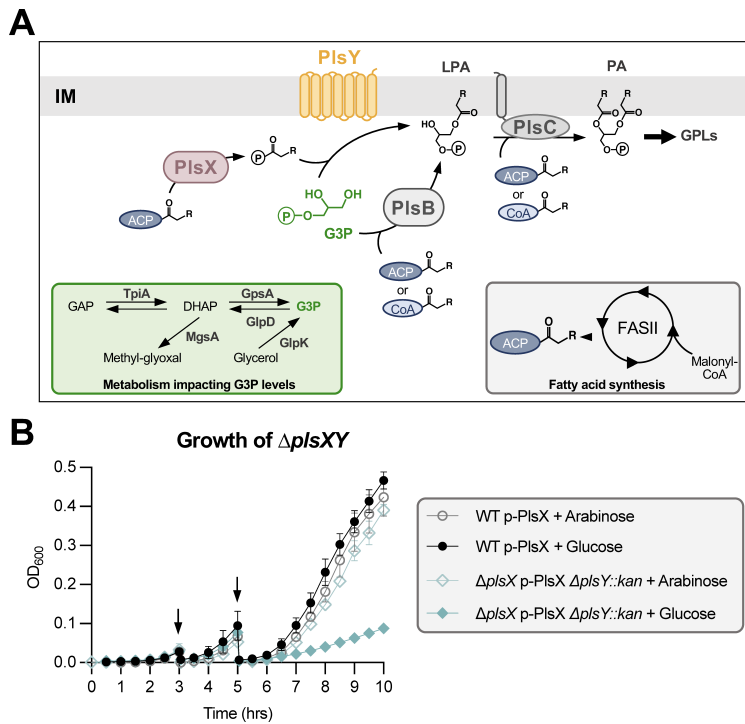 A
PlsY
LPA
PA
IM
R
O
HO
O
O
P
R
R
O
O
O
O
O
P
GPLs
PlsC
PlsX
O
P
R
HO
OH
P
O
G3P
PlsB
ACP
O
R
or
CoA
O
R
ACP
O
R
ACP
O
R
or
CoA
O
R
GAP
TpiA
DHAP
GpsA
G3P
GlpD
MgsA
GlpK
Methyl-glyoxal
Glycerol
Metabolism impacting G3P levels
ACP
O
R
FASII
Malonyl-
CoA
Fatty acid synthesis
B
Growth of ΔplsXY
0.5
0.4
0.3
0.2
0.1
0.0
OD600
0 1 2 3 4 5 6 7 8 9 10
Time (hrs)
WT p-PlsX + Arabinose
WT p-PlsX + Glucose
ΔplsX p-PlsX ΔplsY::kan + Arabinose
ΔplsX p-PlsX ΔplsY::kan + Glucose